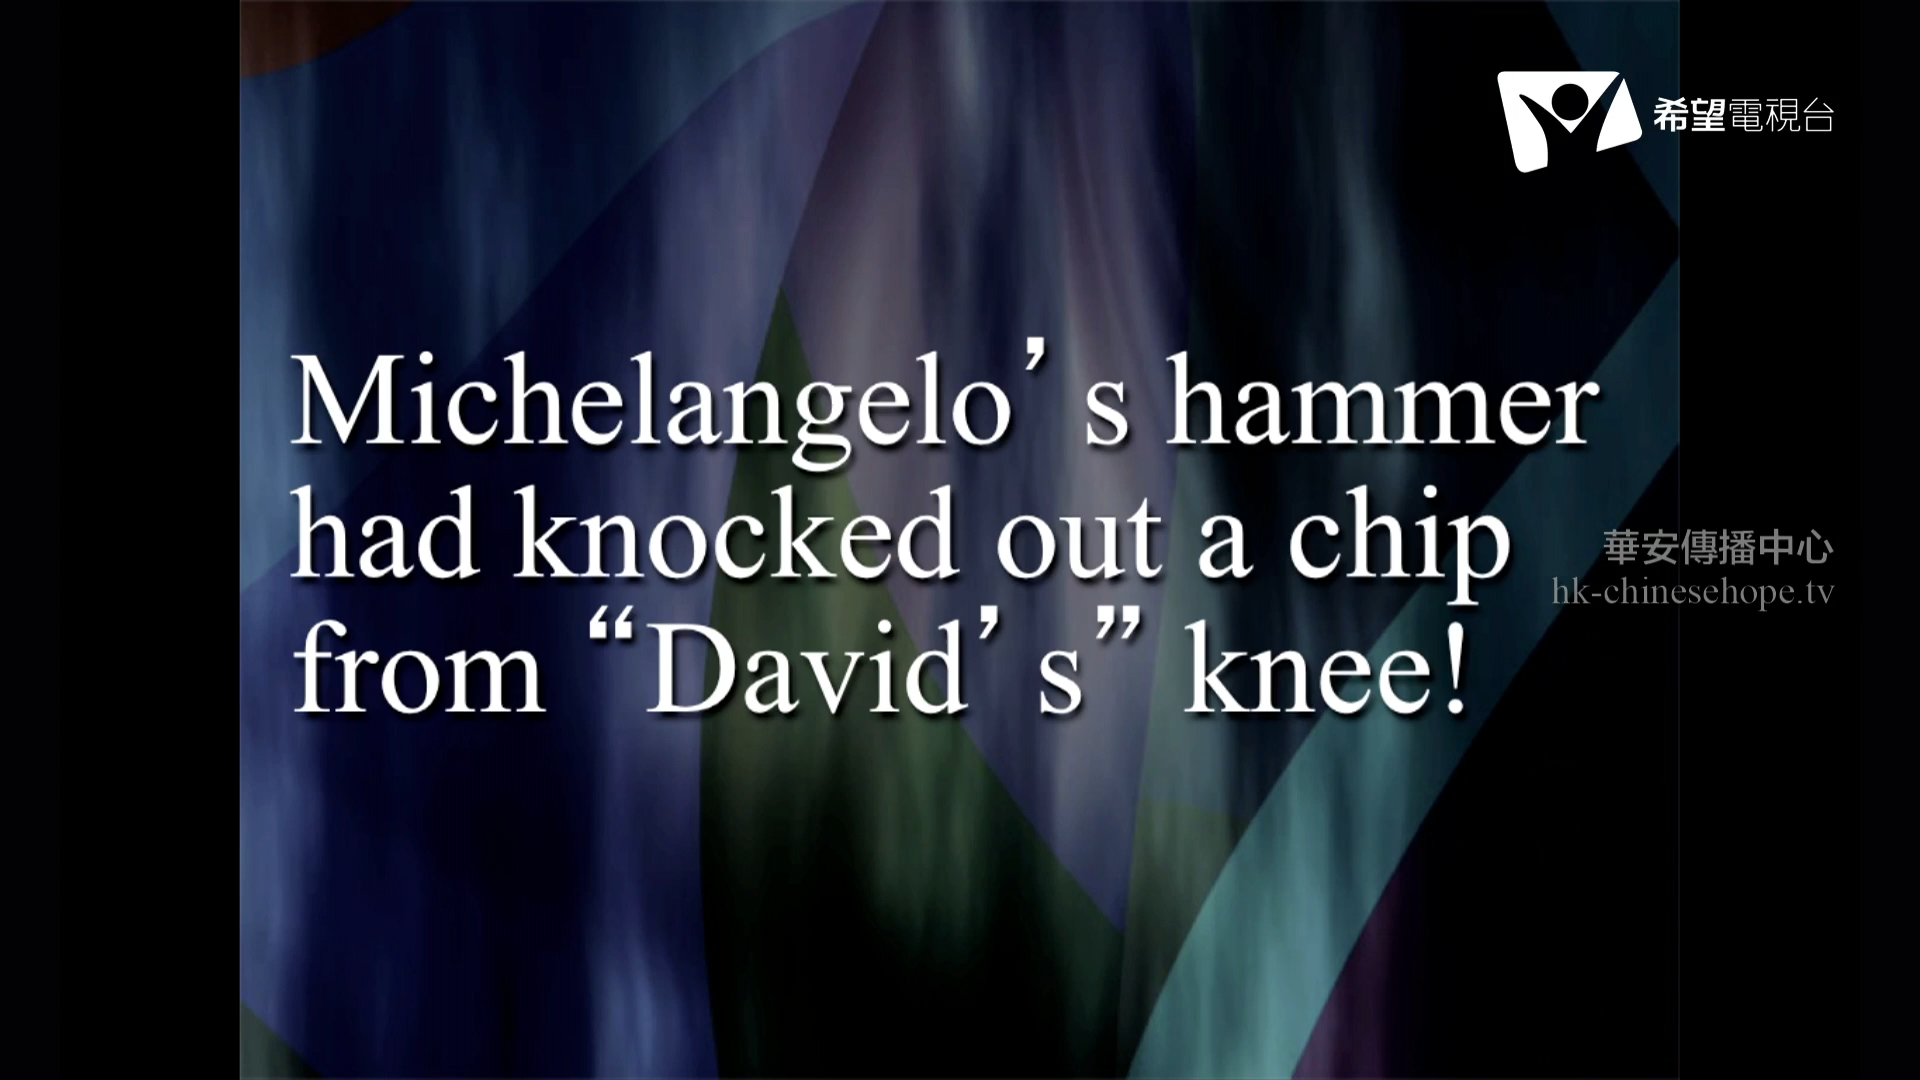 希望電視台
Michelangelo’s hammer
had knocked out a chip
from “David’s” knee!
華安傳播中心
hk-chinesehope.tv